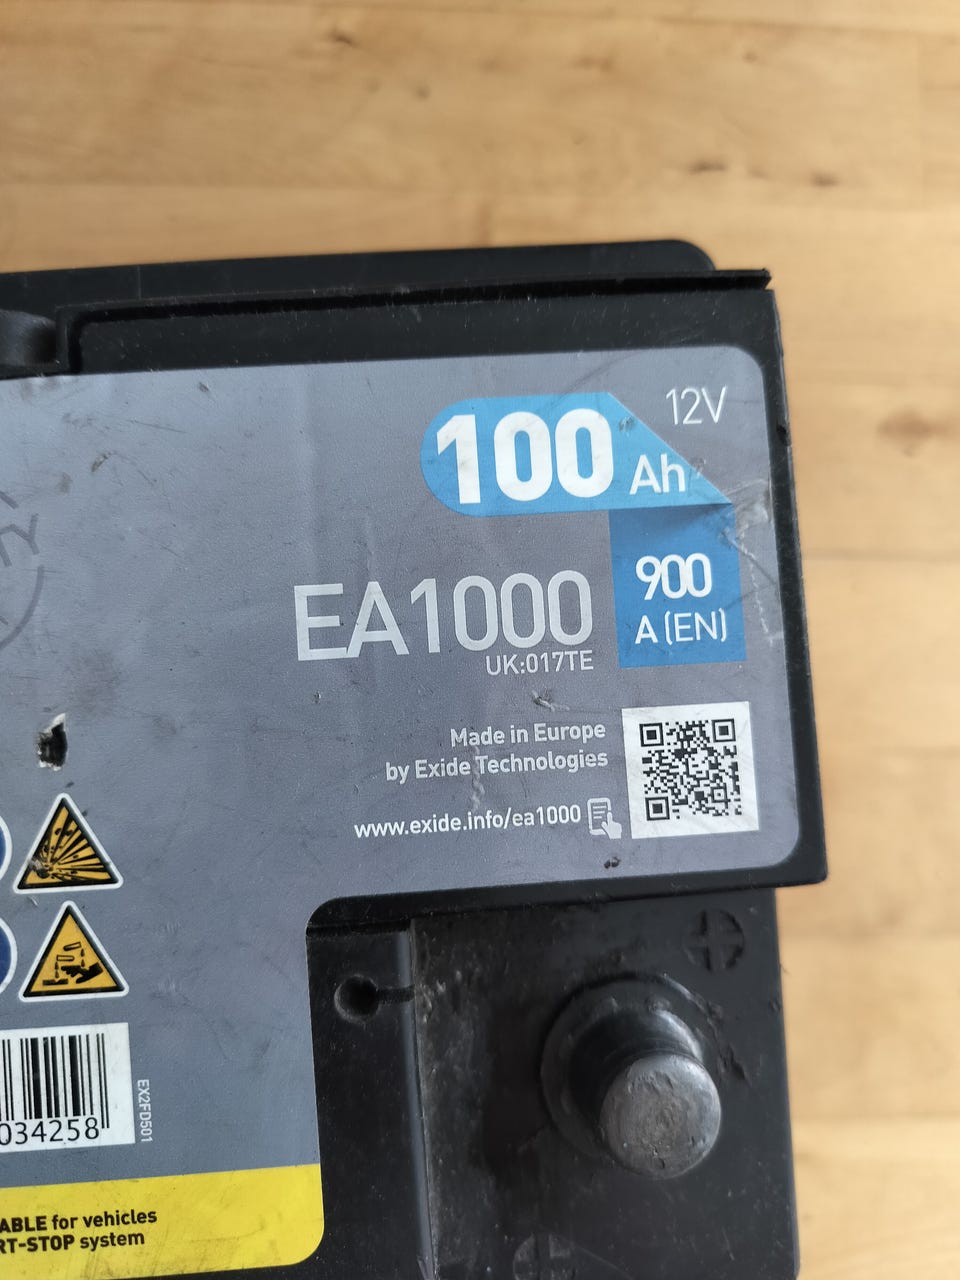 12V
100 Ah
900
A (EN)
EA1000
UK:017TE
Made in Europe
by Exide Technologies
www.exide.info/ea1000
034258
EX2FD501
ABLE for vehicles
RT-STOP system